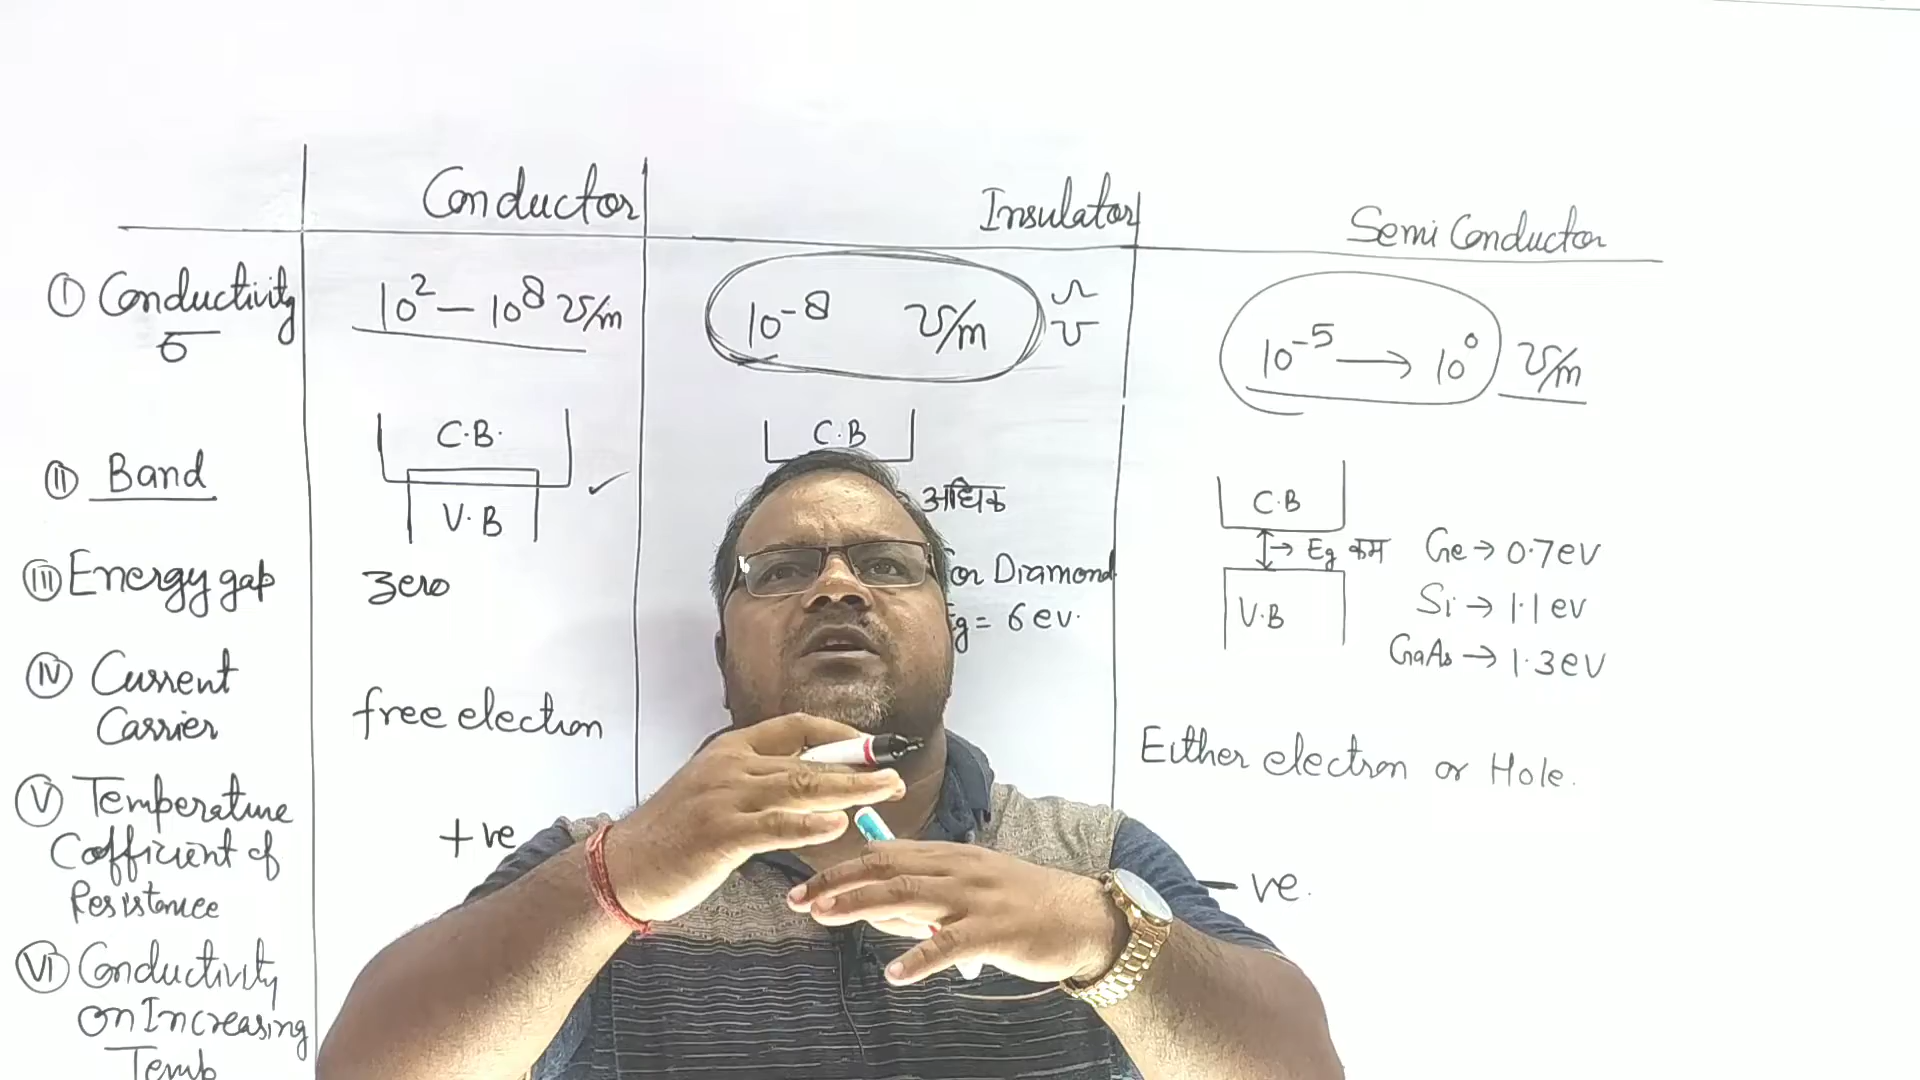 Conductor Insulator Semi Conductor
① Conductivity 10² – 10⁸ ℧/m 10⁻⁸ ℧/m Ω 10⁻⁵ → 10⁰ ℧/m
σ ℧
② Band C.B. C.B C.B
V.B अधिक → Eg कम Ge → 0.7ev
V.B Si → 1.1ev
GaAs → 1.3ev
③ Energy gap zero Diamond
= 6ev.
④ Current free electron Either electron or Hole.
Carrier
⑤ Temperature +ve – ve.
Cofficient of
Resistance
⑥ Conductivity
on Increasing
Temb